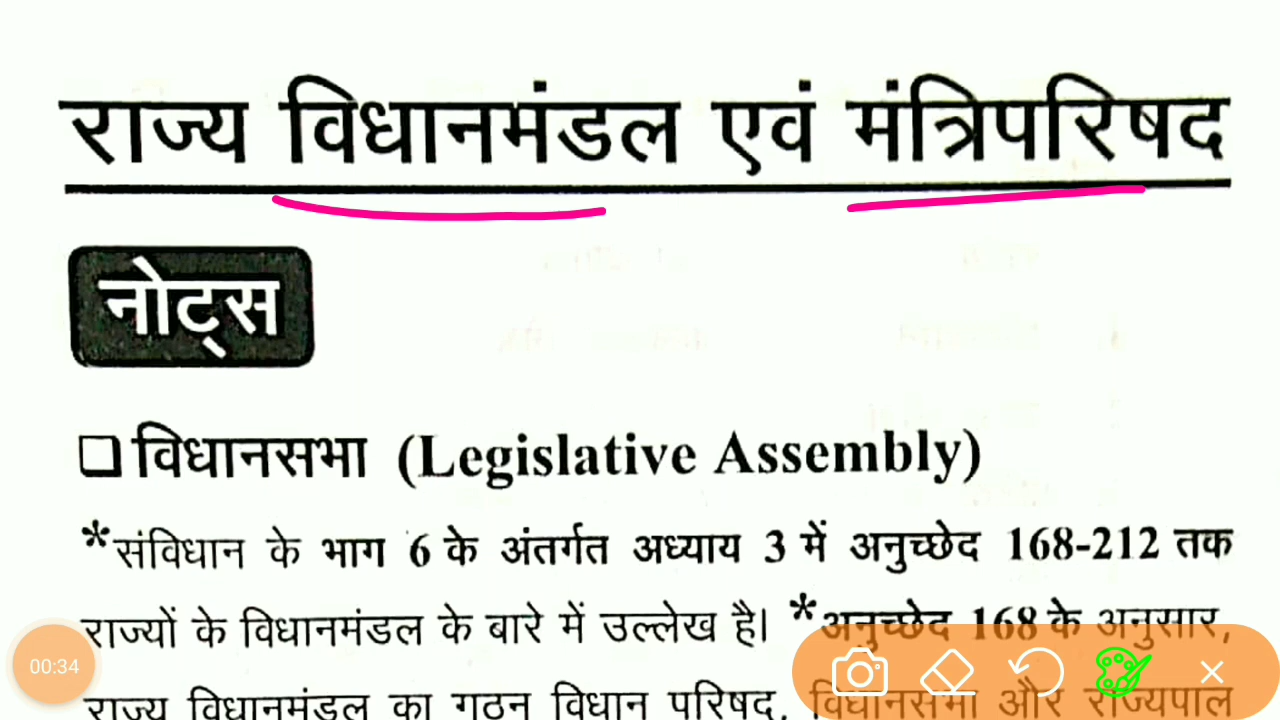 राज्य विधानमंडल एवं मंत्रिपरिषद
नोट्स
❑ विधानसभा (Legislative Assembly)
*संविधान के भाग 6 के अंतर्गत अध्याय 3 में अनुच्छेद 168-212 तक
राज्यों के विधानमंडल के बारे में उल्लेख है। *अनुच्छेद 168 के अनुसार,
राज्य विधानमंडल का गठन विधान परिषद, विधानसभा और राज्यपाल
00:34